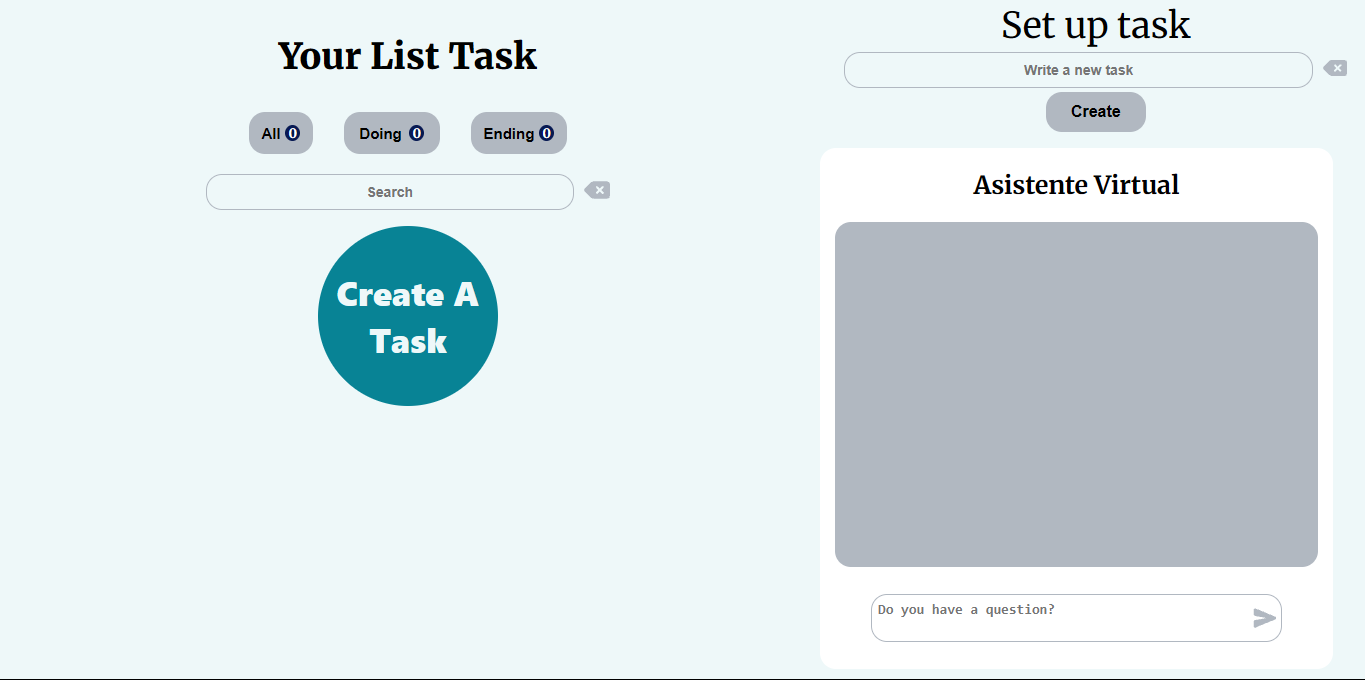 Your List Task
All 0
Doing 0
Ending 0
Search
Create A
Task
Set up task
Write a new task
Create
Asistente Virtual
Do you have a question?